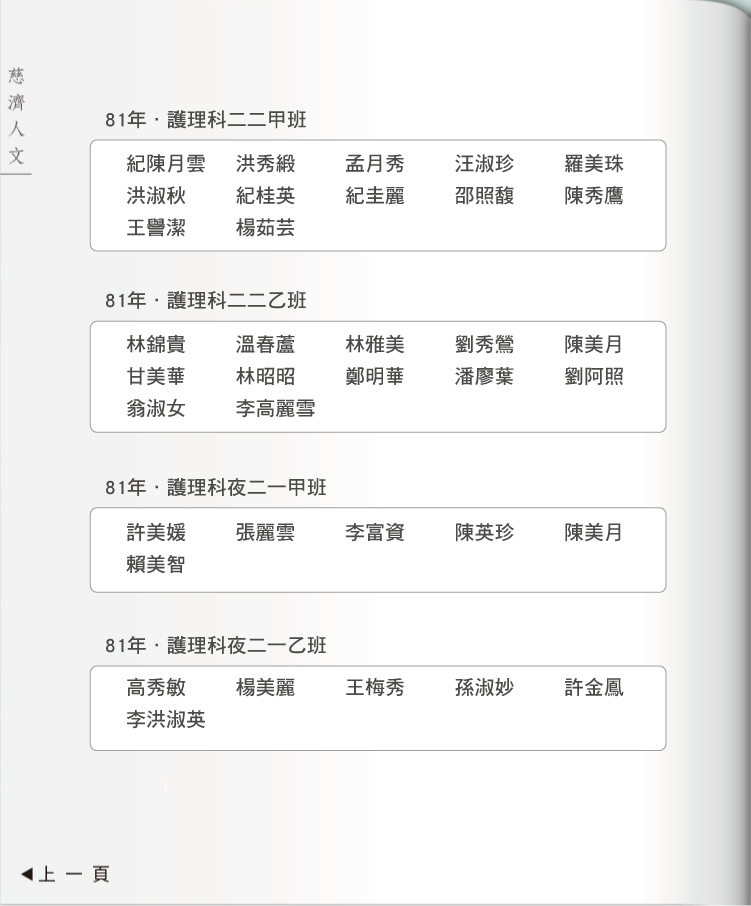 慈濟人文
81年‧護理科二二甲班
紀陳月雲 洪秀緞 孟月秀 汪淑珍 羅美珠
洪淑秋 紀桂英 紀圭麗 邵照馥 陳秀鷹
王譽潔 楊茹芸
81年‧護理科二二乙班
林錦貴 溫春蘆 林雅美 劉秀鶯 陳美月
甘美華 林昭昭 鄭明華 潘廖葉 劉阿照
翁淑女 李高麗雪
81年‧護理科夜二一甲班
許美媛 張麗雲 李富資 陳英珍 陳美月
賴美智
81年‧護理科夜二一乙班
高秀敏 楊美麗 王梅秀 孫淑妙 許金鳳
李洪淑英
◀上一頁